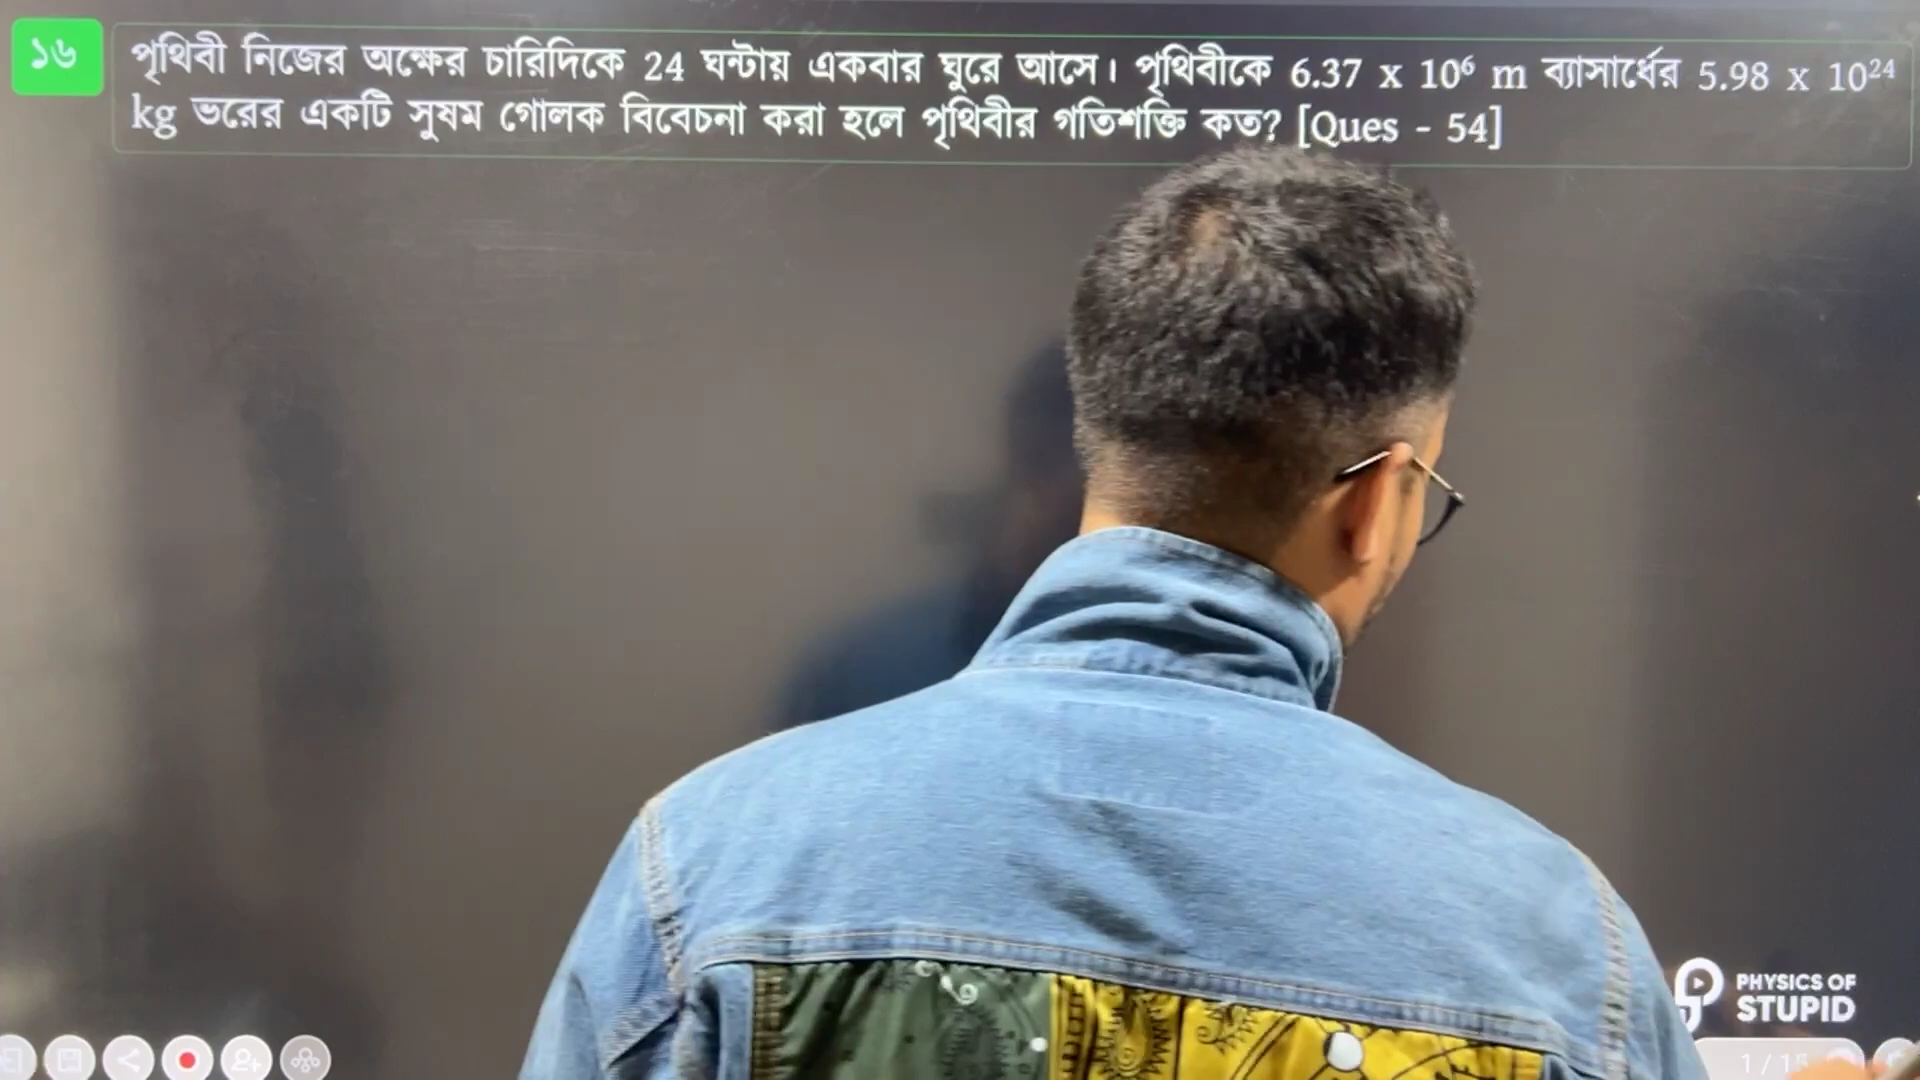 ১৬
পৃথিবী নিজের অক্ষের চারিদিকে 24 ঘন্টায় একবার ঘুরে আসে। পৃথিবীকে 6.37 x 10⁶ m ব্যাসার্ধের 5.98 x 10²⁴
kg ভরের একটি সুষম গোলক বিবেচনা করা হলে পৃথিবীর গতিশক্তি কত? [Ques - 54]
PHYSICS OF
STUPID